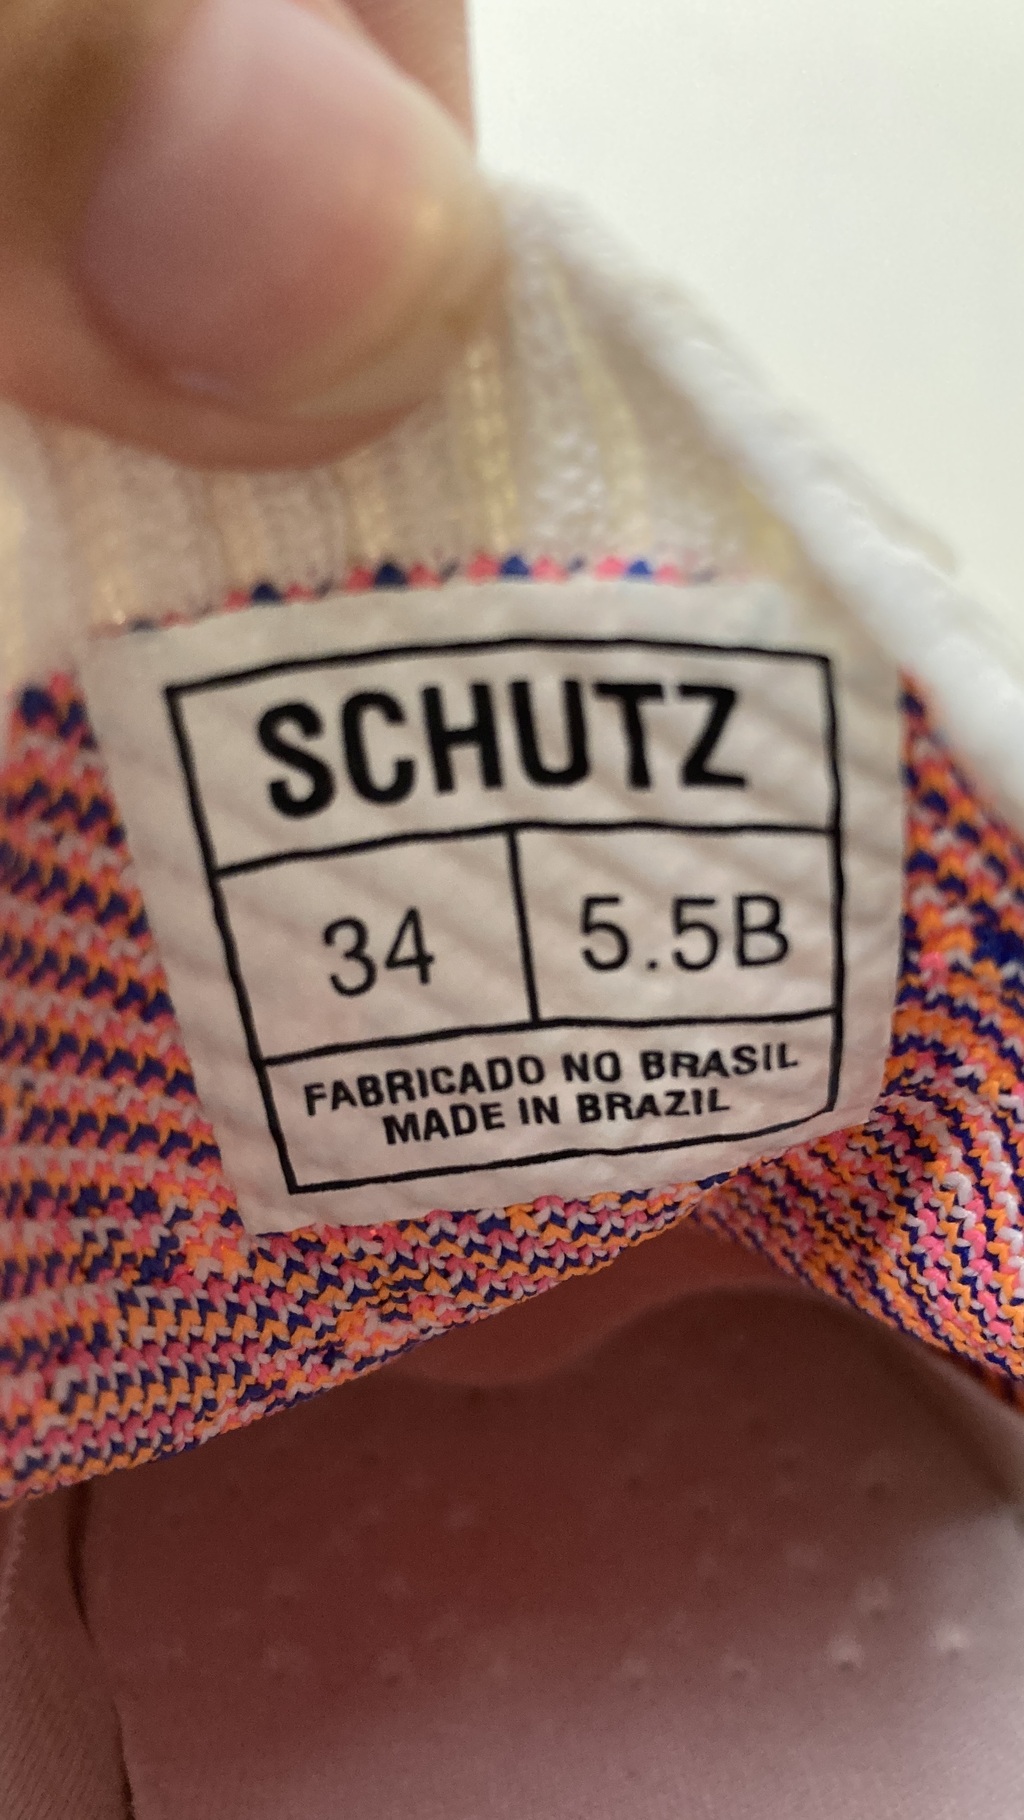 SCHUTZ
34 5.5B
FABRICADO NO BRASIL
MADE IN BRAZIL